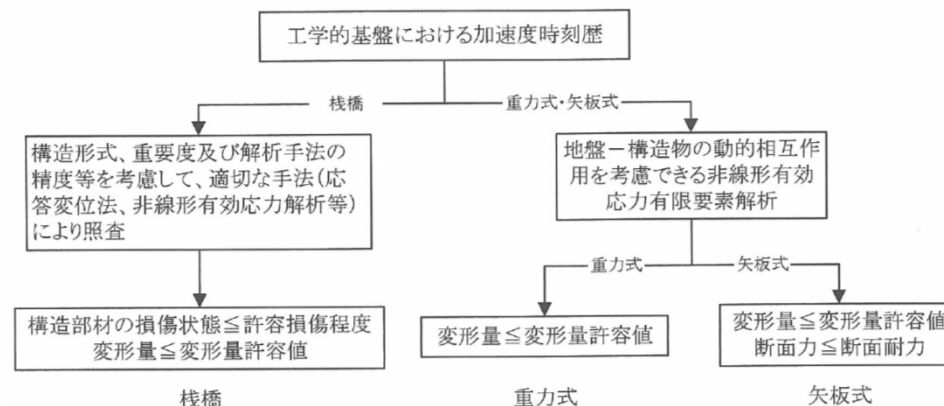 工学的基盤における加速度時刻歴
桟橋
重力式・矢板式
構造形式、重要度及び解析手法の
精度等を考慮して、適切な手法（応
答変位法、非線形有効応力解析等）
により照査
地盤－構造物の動的相互作
用を考慮できる非線形有効
応力有限要素解析
重力式
矢板式
構造部材の損傷状態≦許容損傷程度
変形量≦変形量許容値
変形量≦変形量許容値
変形量≦変形量許容値
断面力≦断面耐力
桟橋
重力式
矢板式